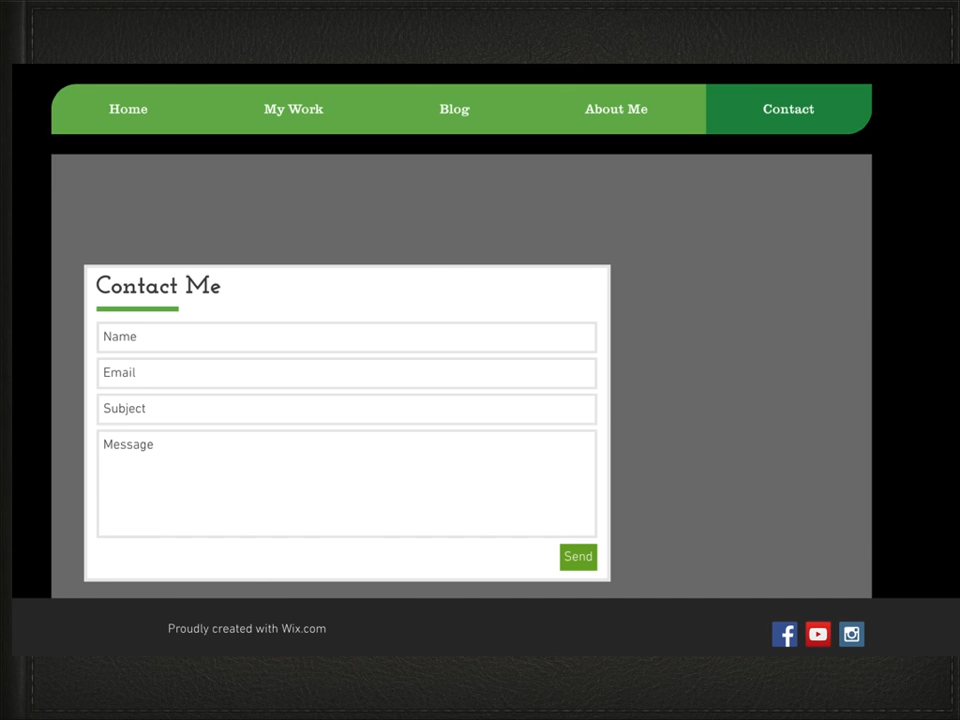 Home My Work Blog About Me Contact
Contact Me
Name
Email
Subject
Message
Send
Proudly created with Wix.com